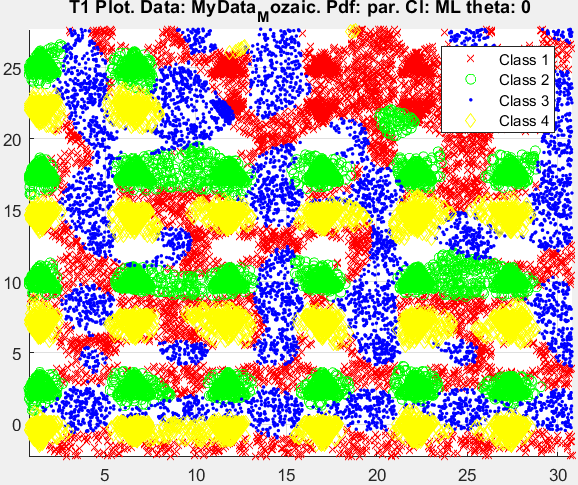 T1 Plot. Data: MyData_Mozaic. Pdf: par. Cl: ML theta: 0
Class 1
Class 2
Class 3
Class 4
25
20
15
10
5
0
5 10 15 20 25 30